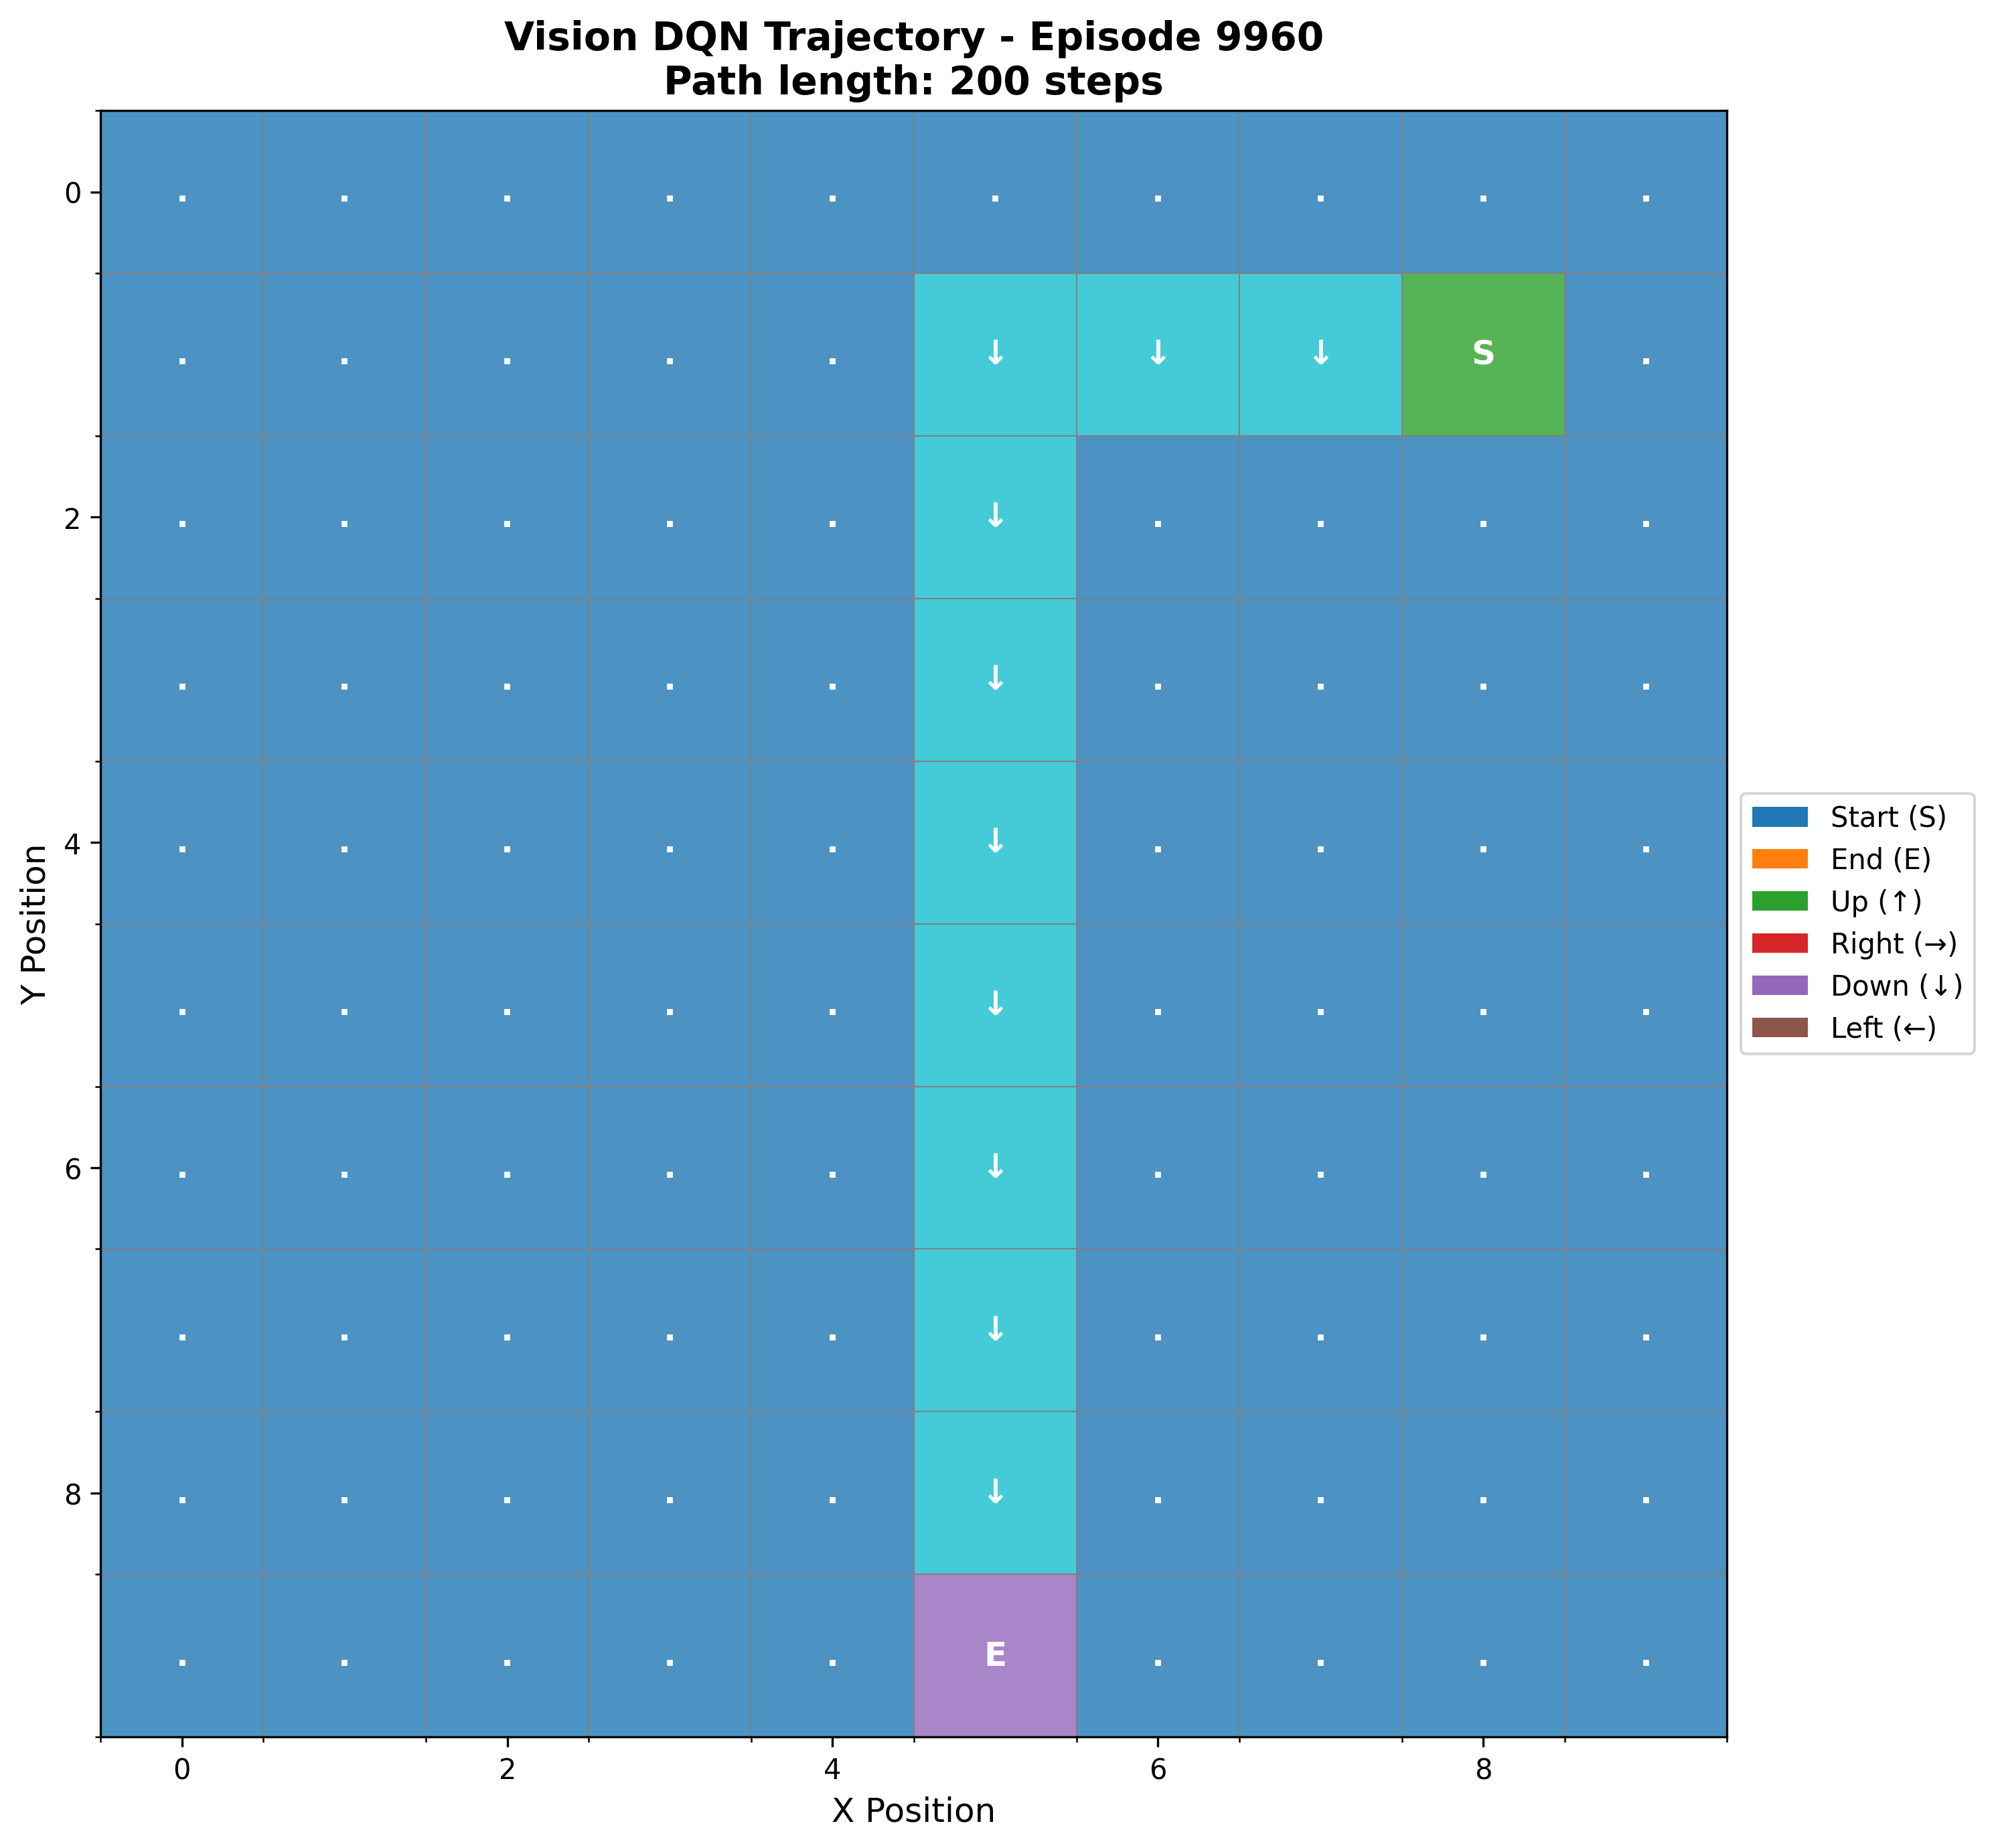 Vision DQN Trajectory - Episode 9960
Path length: 200 steps
0 . . . . . . . . . .
. . . . . ↓ ↓ ↓ S .
2 . . . . . ↓ . . . .
. . . . . ↓ . . . .
4 . . . . . ↓ . . . .
. . . . . ↓ . . . .
6 . . . . . ↓ . . . .
. . . . . ↓ . . . .
8 . . . . . ↓ . . . .
. . . . . E . . . .
0 2 4 6 8
X Position
Y Position
Start (S)
End (E)
Up (↑)
Right (→)
Down (↓)
Left (←)